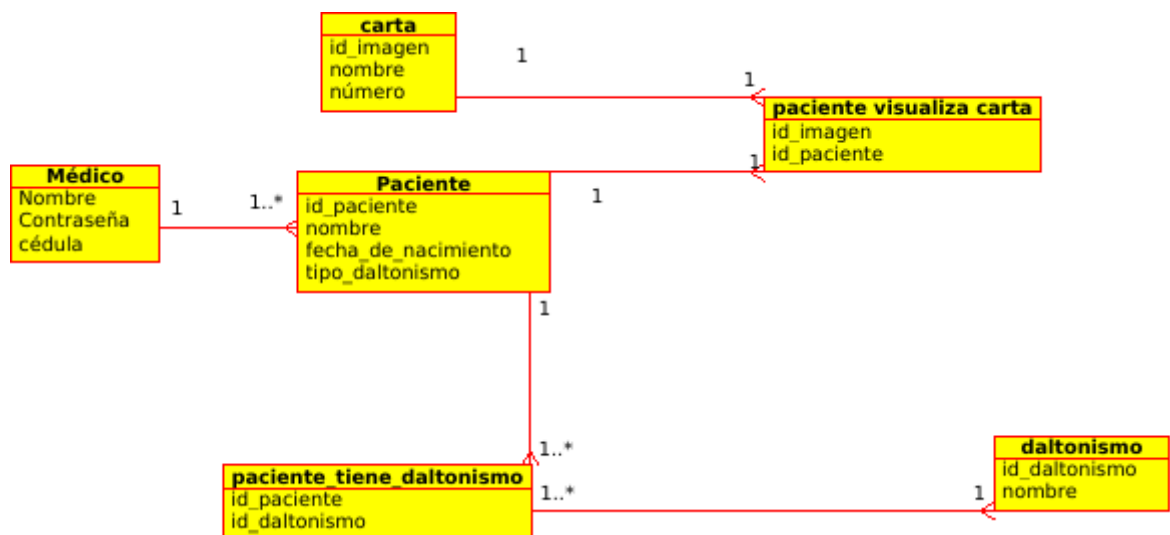 carta
id_imagen
nombre
número
1
1
paciente visualiza carta
id_imagen
id_paciente
1
1
Médico
Nombre
Contraseña
cédula
1
1..*
Paciente
id_paciente
nombre
fecha_de_nacimiento
tipo_daltonismo
1
1..*
paciente_tiene_daltonismo
id_paciente
id_daltonismo
1..*
1
daltonismo
id_daltonismo
nombre